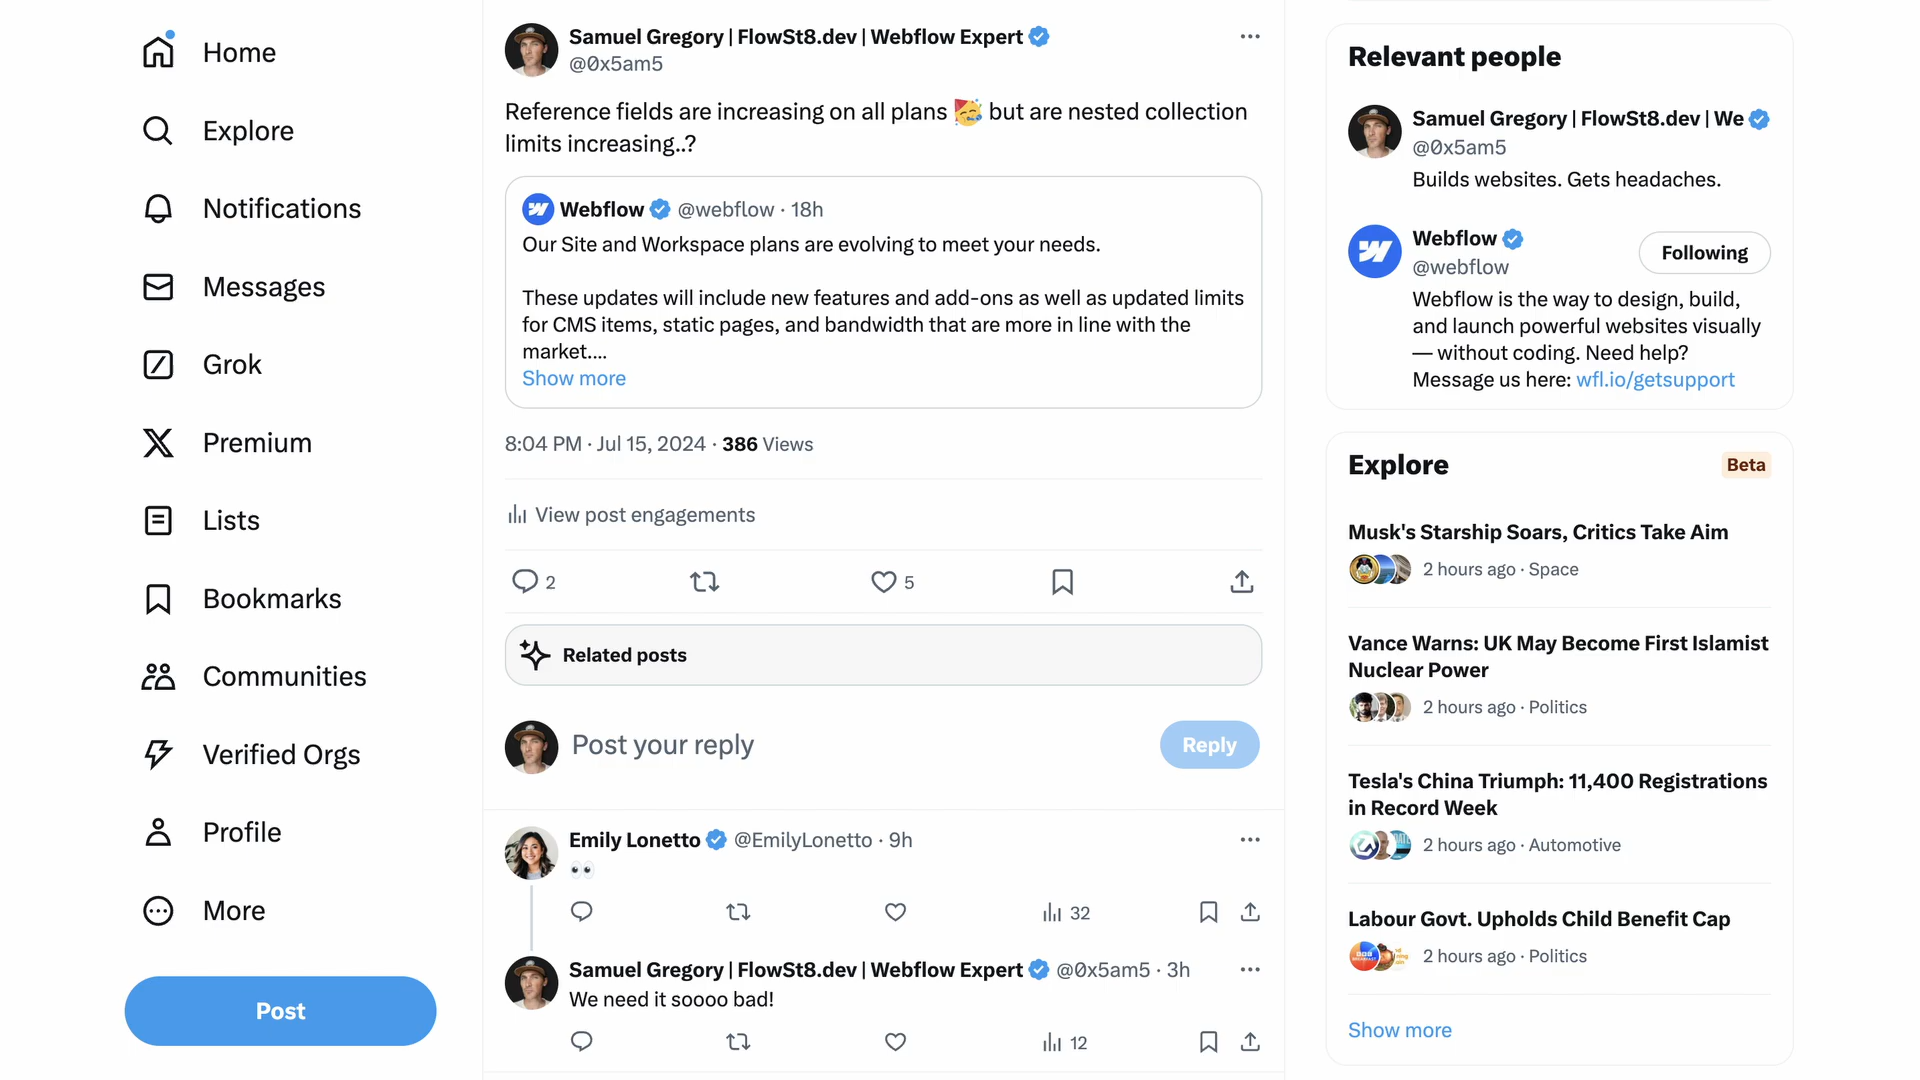 Home
Explore
Notifications
Messages
Grok
Premium
Lists
Bookmarks
Communities
Verified Orgs
Profile
More
Post
Samuel Gregory | FlowSt8.dev | Webflow Expert
@0x5am5
Reference fields are increasing on all plans 🥳 but are nested collection
limits increasing..?
Webflow @webflow · 18h
Our Site and Workspace plans are evolving to meet your needs.
These updates will include new features and add-ons as well as updated limits
for CMS items, static pages, and bandwidth that are more in line with the
market....
Show more
8:04 PM · Jul 15, 2024 · 386 Views
View post engagements
2
5
Related posts
Post your reply
Reply
Emily Lonetto @EmilyLonetto · 9h
👀
32
Samuel Gregory | FlowSt8.dev | Webflow Expert @0x5am5 · 3h
We need it soooo bad!
12
Relevant people
Samuel Gregory | FlowSt8.dev | We
@0x5am5
Builds websites. Gets headaches.
Webflow
@webflow
Following
Webflow is the way to design, build,
and launch powerful websites visually
— without coding. Need help?
Message us here: wfl.io/getsupport
Explore
Beta
Musk's Starship Soars, Critics Take Aim
2 hours ago · Space
Vance Warns: UK May Become First Islamist
Nuclear Power
2 hours ago · Politics
Tesla's China Triumph: 11,400 Registrations
in Record Week
2 hours ago · Automotive
Labour Govt. Upholds Child Benefit Cap
2 hours ago · Politics
Show more